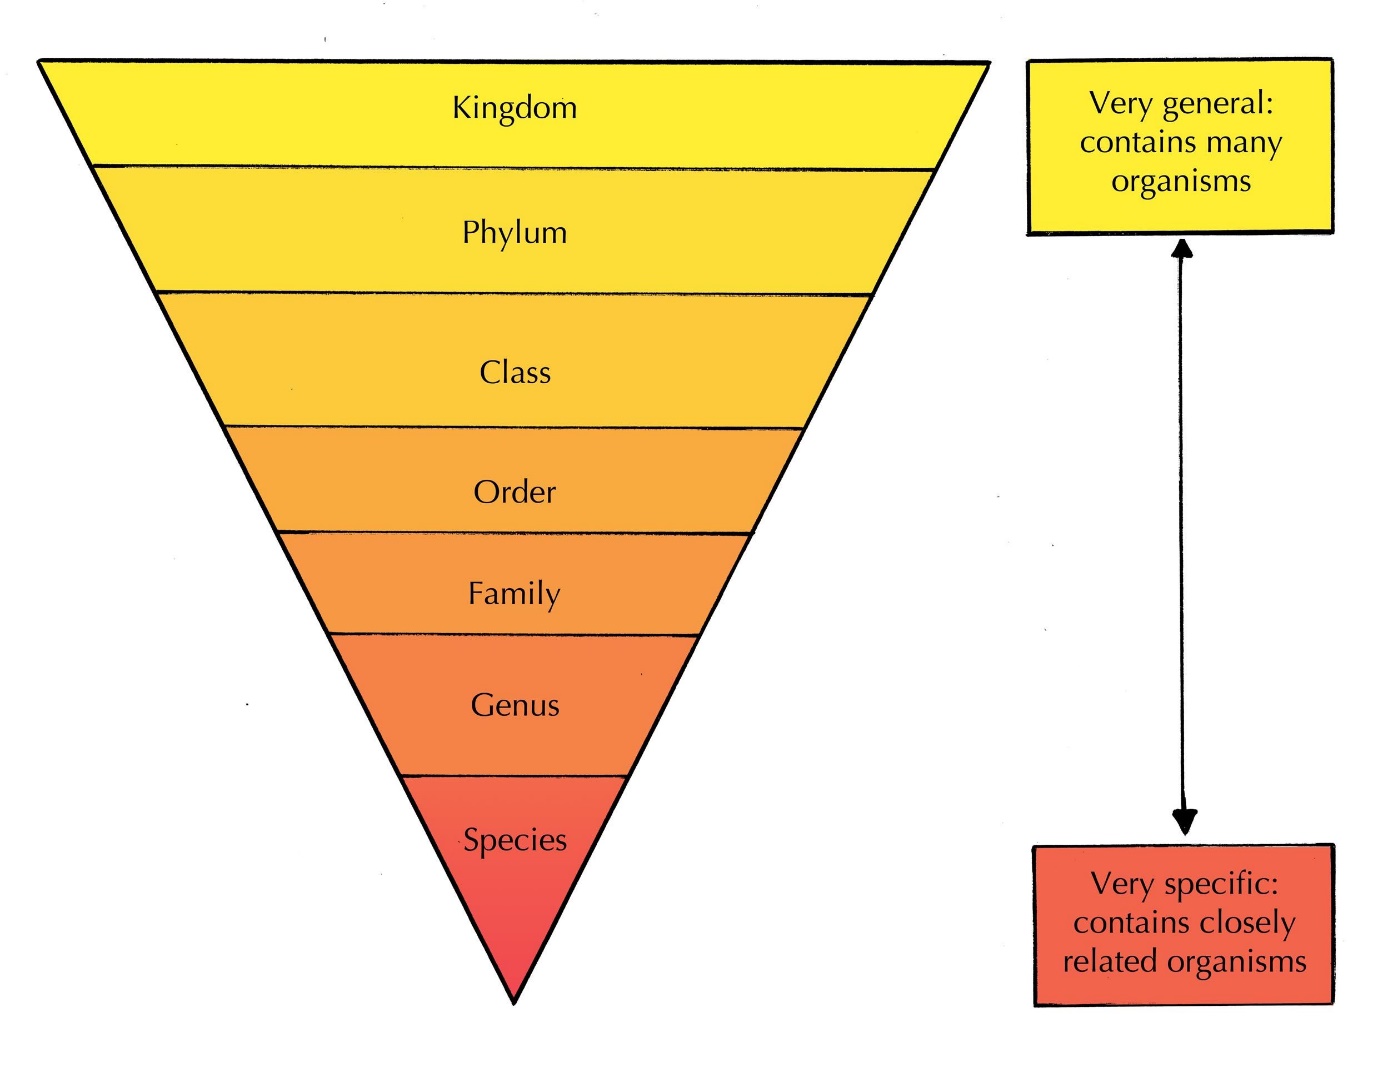 Kingdom
Phylum
Class
Order
Family
Genus
Species
Very general:
contains many
organisms
Very specific:
contains closely
related organisms